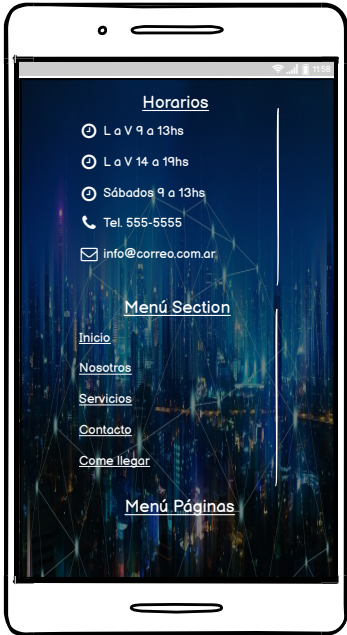 11:58
Horarios
L a V 9 a 13hs
L a V 14 a 19hs
Sábados 9 a 13hs
Tel. 555-5555
info@correo.com.ar
Menú Section
Inicio
Nosotros
Servicios
Contacto
Come llegar
Menú Páginas